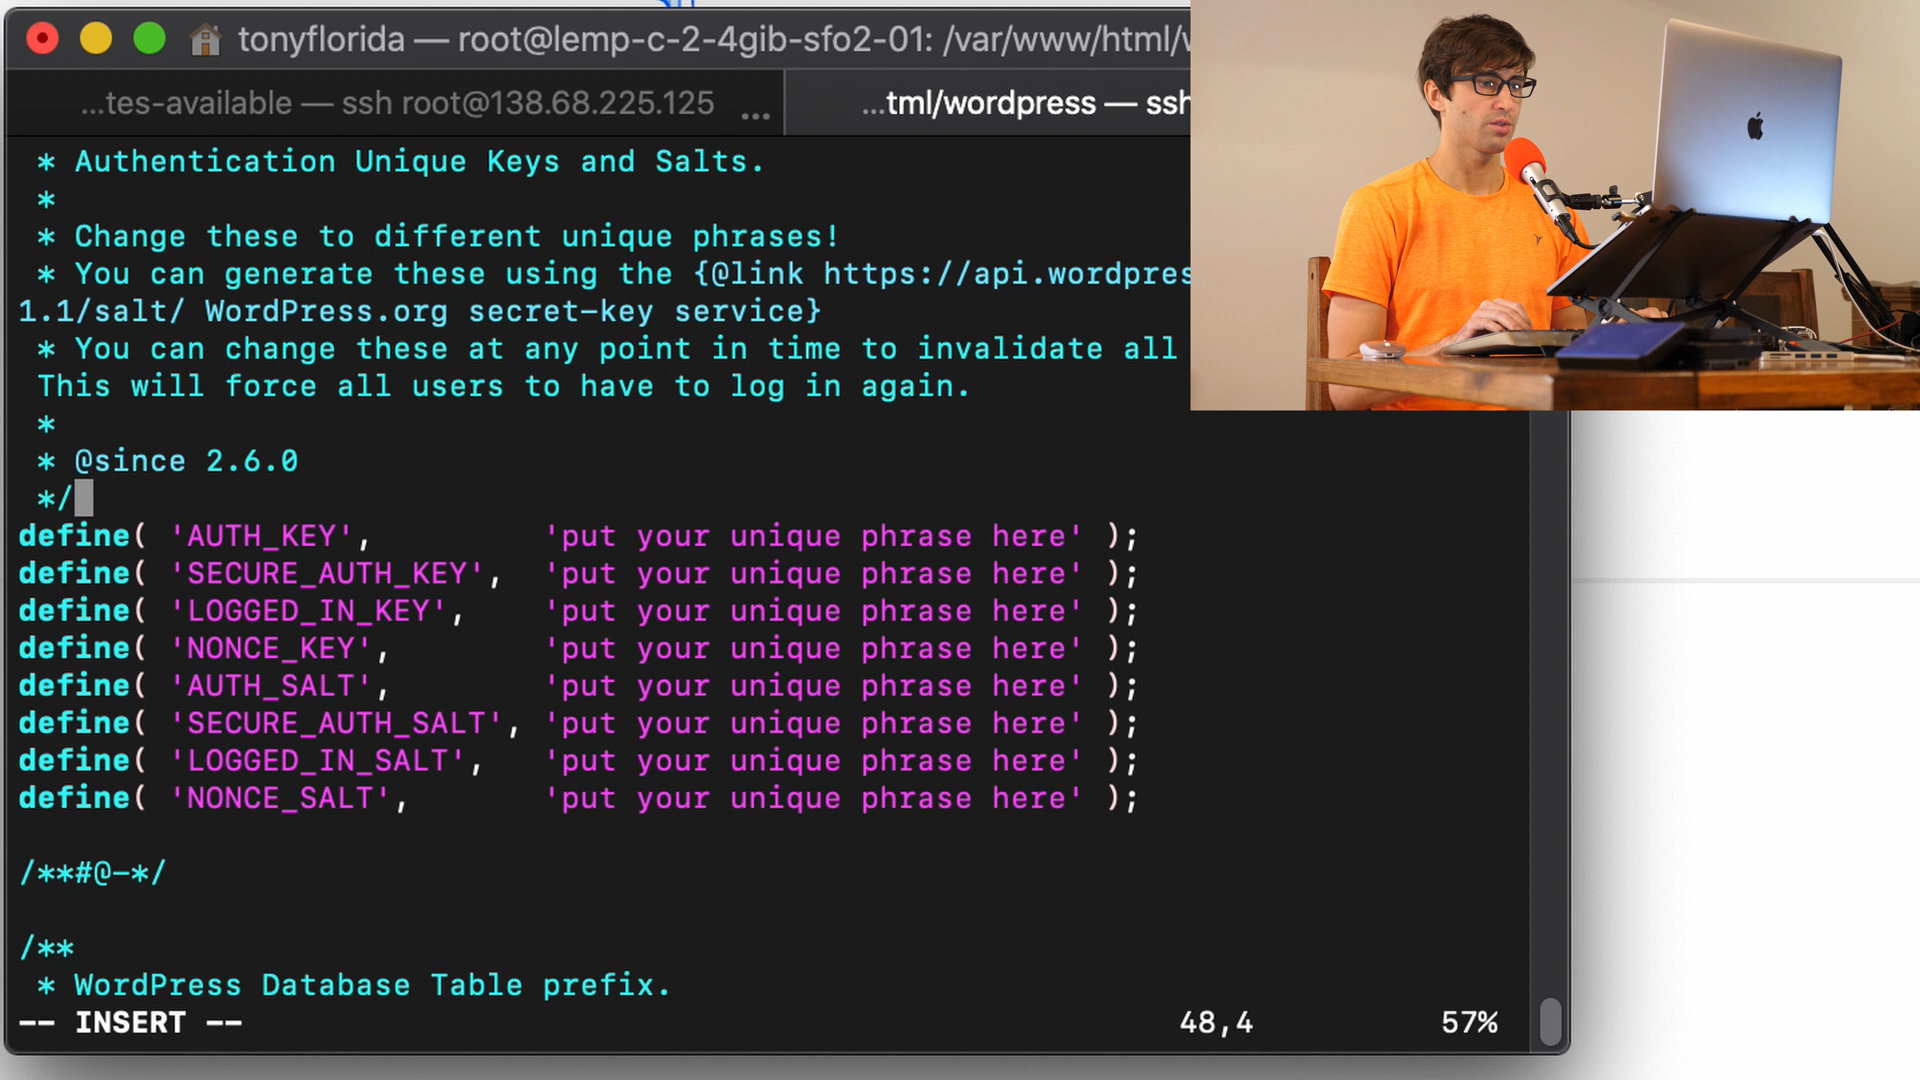 tonyflorida — root@lemp-c-2-4gib-sfo2-01: /var/www/html/
...tes-available — ssh root@138.68.225.125 ...
...tml/wordpress — ssh
* Authentication Unique Keys and Salts.
*
* Change these to different unique phrases!
* You can generate these using the {@link https://api.wordpres
1.1/salt/ WordPress.org secret-key service}
* You can change these at any point in time to invalidate all
This will force all users to have to log in again.
*
* @since 2.6.0
*/
define( 'AUTH_KEY',         'put your unique phrase here' );
define( 'SECURE_AUTH_KEY',  'put your unique phrase here' );
define( 'LOGGED_IN_KEY',    'put your unique phrase here' );
define( 'NONCE_KEY',        'put your unique phrase here' );
define( 'AUTH_SALT',        'put your unique phrase here' );
define( 'SECURE_AUTH_SALT', 'put your unique phrase here' );
define( 'LOGGED_IN_SALT',   'put your unique phrase here' );
define( 'NONCE_SALT',       'put your unique phrase here' );
/**#@-*/
/**
* WordPress Database Table prefix.
-- INSERT -- 48,4 57%